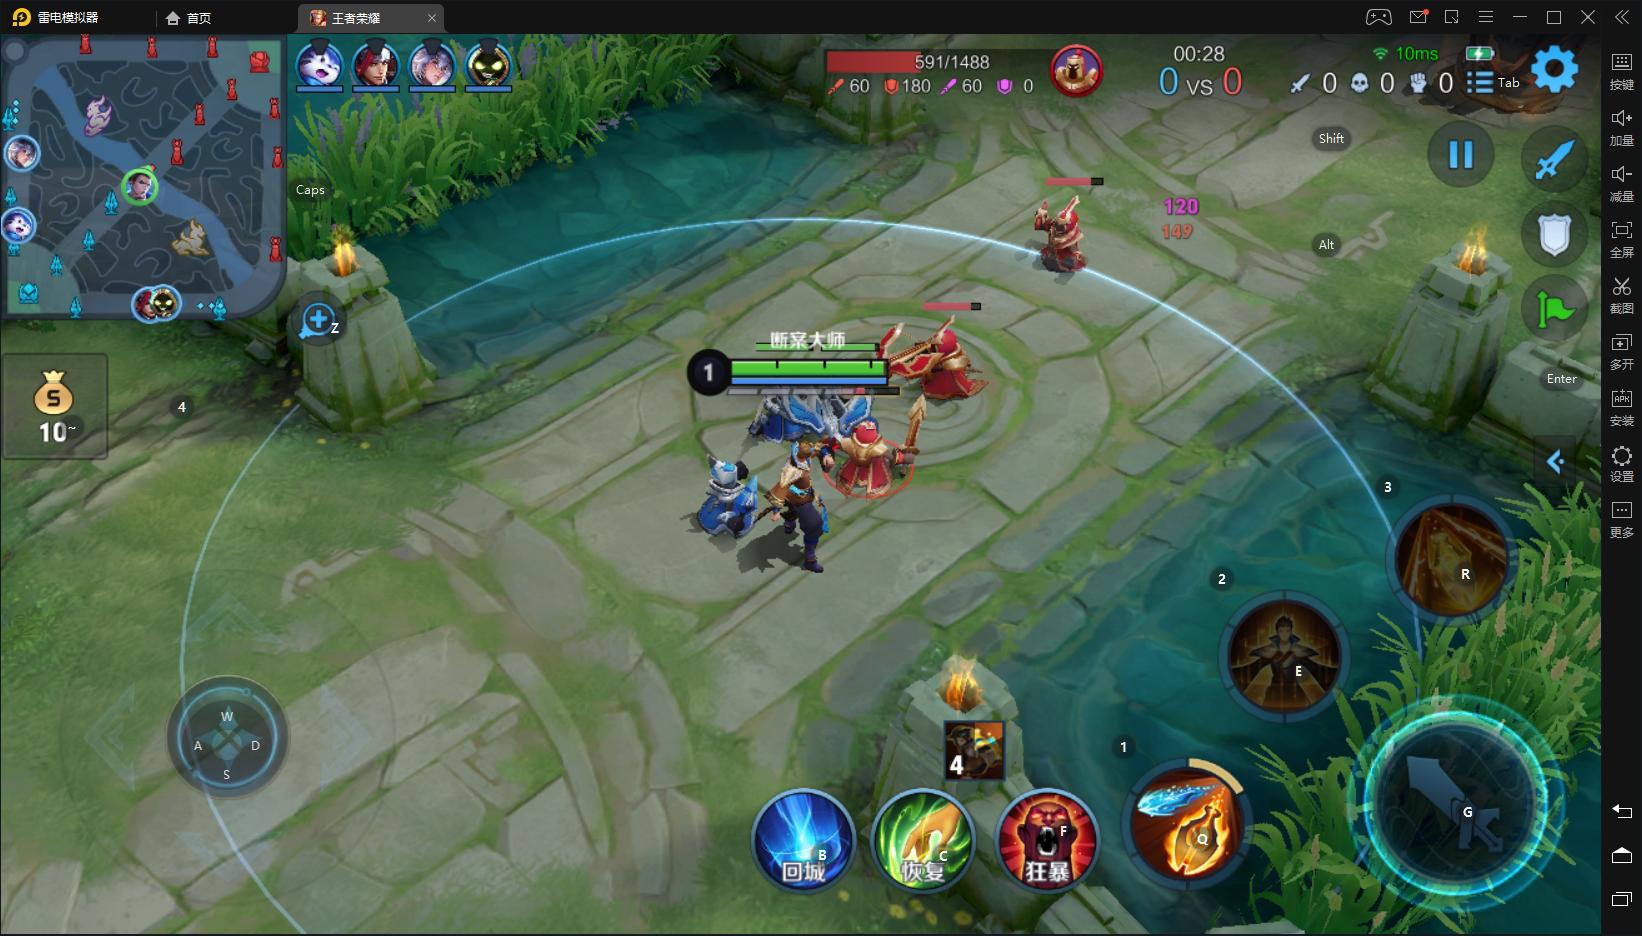 雷电模拟器
首页
王者荣耀
591/1488
60 180 60 0
00:28
0 VS 0
10ms
0 0 0
Tab
按键
加量
减量
全屏
截图
多开
安装
设置
更多
Shift
Caps
120
149
Alt
Z
断案大师
1
Enter
10~
4
3
R
2
E
W
A D
S
1
4
G
Q
B
回城
C
恢复
F
狂暴
APK
S